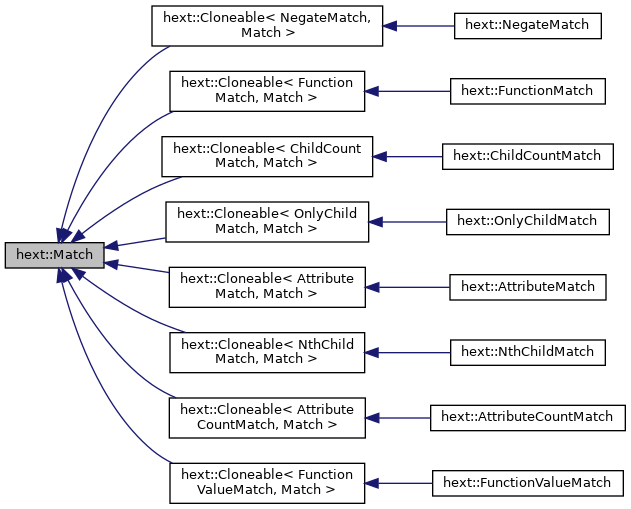 hext::Cloneable< NegateMatch,
Match >
hext::NegateMatch
hext::Cloneable< Function
Match, Match >
hext::FunctionMatch
hext::Cloneable< ChildCount
Match, Match >
hext::ChildCountMatch
hext::Cloneable< OnlyChild
Match, Match >
hext::OnlyChildMatch
hext::Match
hext::Cloneable< Attribute
Match, Match >
hext::AttributeMatch
hext::Cloneable< NthChild
Match, Match >
hext::NthChildMatch
hext::Cloneable< Attribute
CountMatch, Match >
hext::AttributeCountMatch
hext::Cloneable< Function
ValueMatch, Match >
hext::FunctionValueMatch